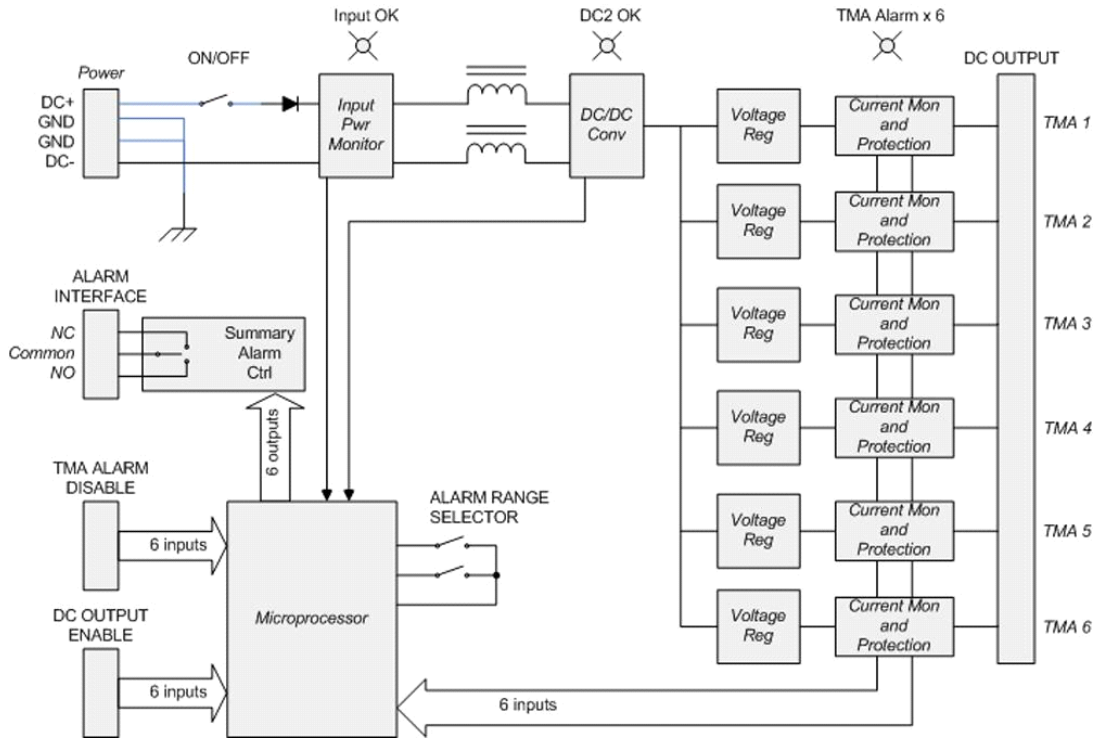 Input OK
DC2 OK
TMA Alarm x 6
ON/OFF
DC OUTPUT
Power
DC+
GND
GND
DC-
Input
Pwr
Monitor
DC/DC
Conv
Voltage
Reg
Current Mon
and
Protection
TMA 1
Voltage
Reg
Current Mon
and
Protection
TMA 2
ALARM
INTERFACE
NC
Common
NO
Summary
Alarm
Ctrl
Voltage
Reg
Current Mon
and
Protection
TMA 3
6 outputs
Voltage
Reg
Current Mon
and
Protection
TMA 4
TMA ALARM
DISABLE
6 inputs
ALARM RANGE
SELECTOR
Voltage
Reg
Current Mon
and
Protection
TMA 5
DC OUTPUT
ENABLE
6 inputs
Microprocessor
Voltage
Reg
Current Mon
and
Protection
TMA 6
6 inputs